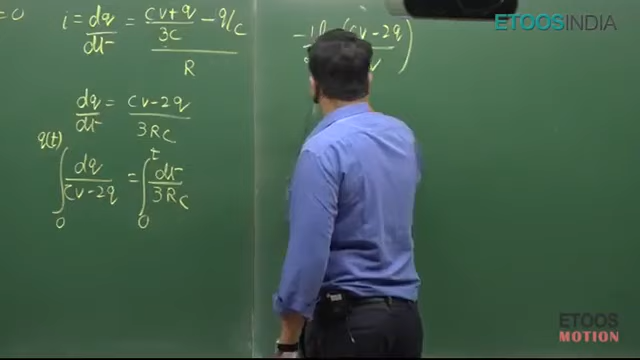 =0
i = dq/dt = ((CV+q)/3C - q/C)/R
dq/dt = (CV-2q)/3RC
∫₀^q(t) dq/(CV-2q) = ∫₀^t dt/3RC
CV-2q
ETOOSINDIA
ETOOS
MOTION